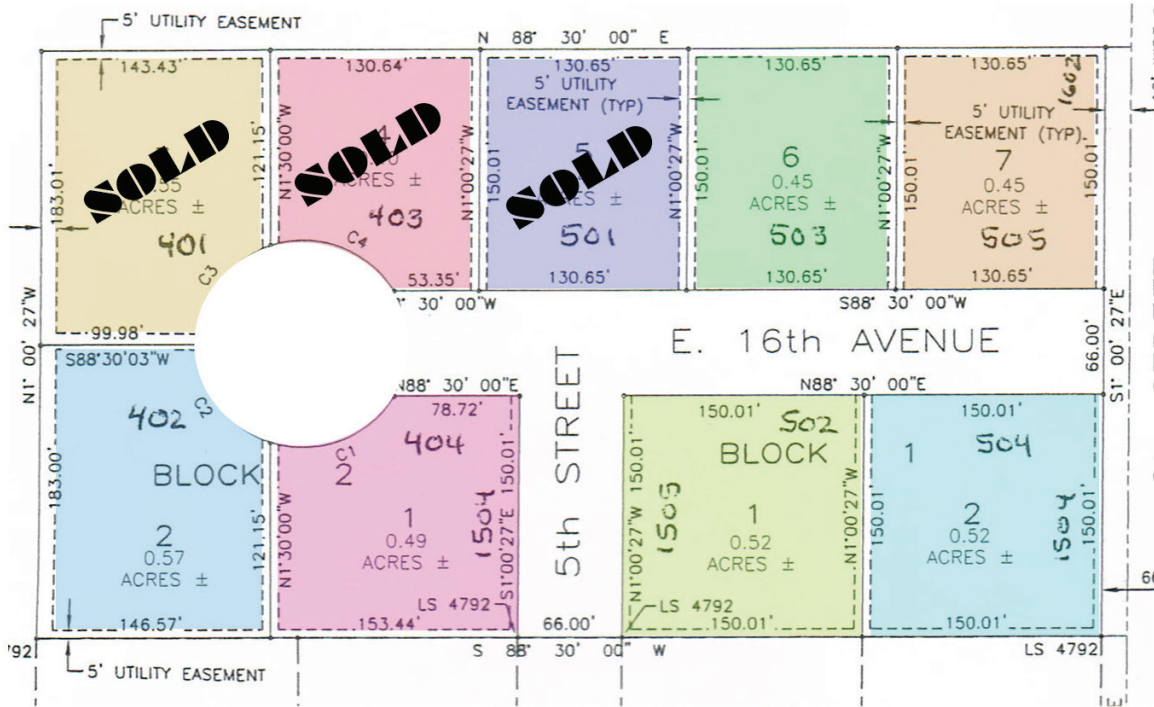 5' UTILITY EASEMENT
N 88° 30' 00" E
143.43'
130.64'
130.65'
130.65'
130.65'
1602
5' UTILITY
EASEMENT (TYP)
5' UTILITY
EASEMENT (TYP).
183.01'
SOLD
ACRES ±
401
121.15'
C3
99.98'
N1°30'00"W
SOLD
4
ACRES ±
403
C4
53.35'
N1°00'27"W
150.01'
SOLD
5
ACRES ±
501
130.65'
N1°00'27"W
150.01'
6
0.45
ACRES ±
503
130.65'
N1°00'27"W
150.01'
7
0.45
ACRES ±
505
130.65'
150.01'
30' 00"W
S88° 30' 00"W
N1° 00' 27"W
E. 16th AVENUE
66.00'
S1° 00' 27"E
S88°30'03"W
402
C2
183.00'
BLOCK
2
0.57
ACRES ±
121.15'
146.57'
N88° 30' 00"E
78.72'
404
C1
2
N1°30'00"W
1
0.49
ACRES ±
1504
S1°00'27"E 150.01'
LS 4792
153.44'
5th STREET
66.00'
N88° 30' 00"E
150.01'
502
BLOCK
N1°00'27"W 150.01'
1505
1
0.52
ACRES ±
N1°00'27"W
LS 4792
150.01'
150.01'
504
1
150.01'
2
0.52
ACRES ±
1504
150.01'
150.01'
792
S 88° 30' 00" W
LS 4792
5' UTILITY EASEMENT
66
E